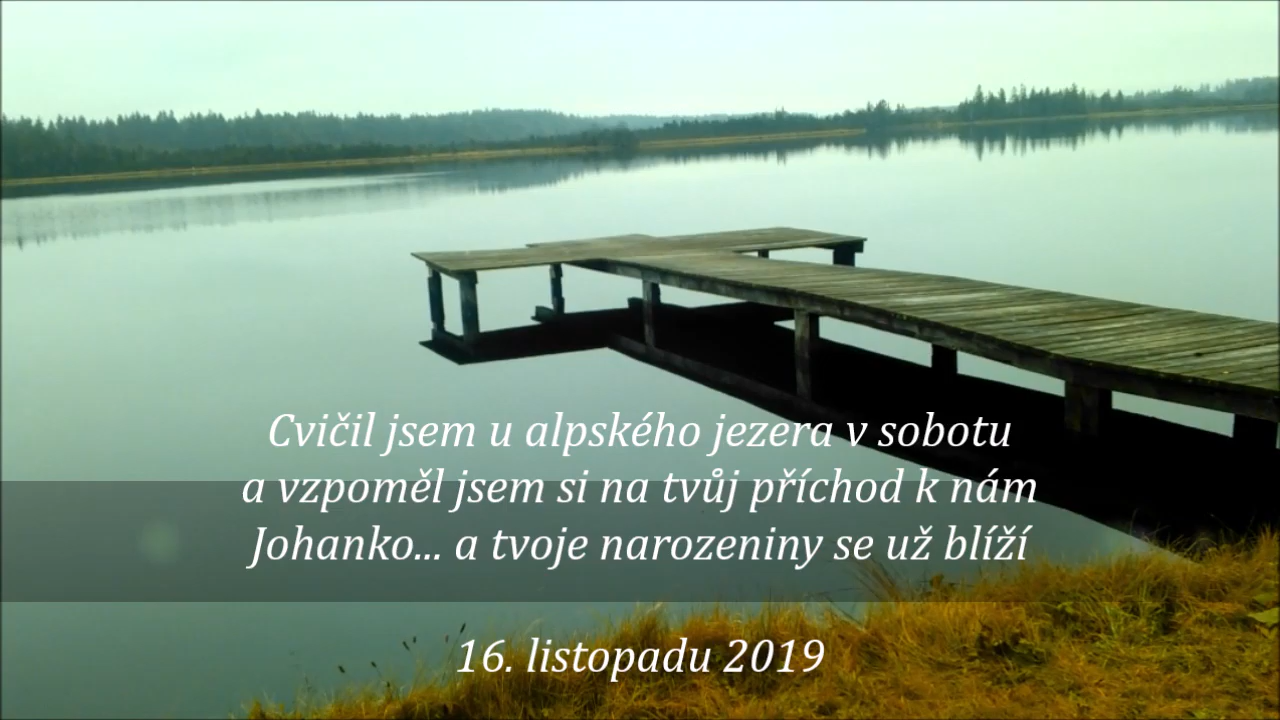 Cvičil jsem u alpského jezera v sobotu
a vzpoměl jsem si na tvůj příchod k nám
Johanko... a tvoje narozeniny se už blíží
16. listopadu 2019